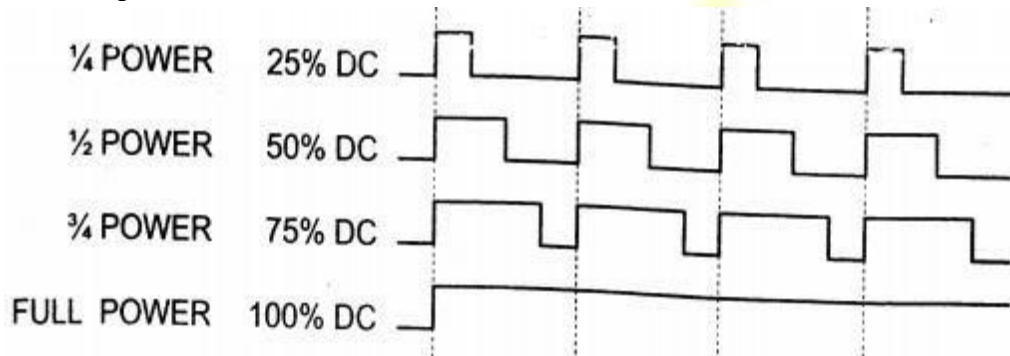 ¼ POWER 25% DC
½ POWER 50% DC
¾ POWER 75% DC
FULL POWER 100% DC